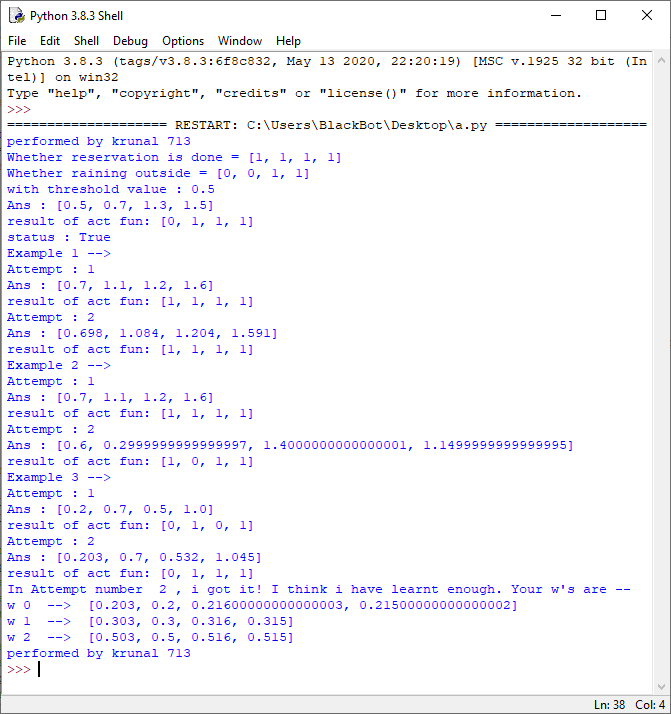 Python 3.8.3 Shell
File Edit Shell Debug Options Window Help
Python 3.8.3 (tags/v3.8.3:6f8c832, May 13 2020, 22:20:19) [MSC v.1925 32 bit (In
tel)] on win32
Type "help", "copyright", "credits" or "license()" for more information.
>>>
==================== RESTART: C:\Users\BlackBot\Desktop\a.py ===================
performed by krunal 713
Whether reservation is done = [1, 1, 1, 1]
Whether raining outside = [0, 0, 1, 1]
with threshold value : 0.5
Ans : [0.5, 0.7, 1.3, 1.5]
result of act fun: [0, 1, 1, 1]
status : True
Example 1 -->
Attempt : 1
Ans : [0.7, 1.1, 1.2, 1.6]
result of act fun: [1, 1, 1, 1]
Attempt : 2
Ans : [0.698, 1.084, 1.204, 1.591]
result of act fun: [1, 1, 1, 1]
Example 2 -->
Attempt : 1
Ans : [0.7, 1.1, 1.2, 1.6]
result of act fun: [1, 1, 1, 1]
Attempt : 2
Ans : [0.6, 0.2999999999999997, 1.4000000000000001, 1.1499999999999995]
result of act fun: [1, 0, 1, 1]
Example 3 -->
Attempt : 1
Ans : [0.2, 0.7, 0.5, 1.0]
result of act fun: [0, 1, 0, 1]
Attempt : 2
Ans : [0.203, 0.7, 0.532, 1.045]
result of act fun: [0, 1, 1, 1]
In Attempt number  2 , i got it! I think i have learnt enough. Your w's are --
w 0  -->  [0.203, 0.2, 0.21600000000000003, 0.21500000000000002]
w 1  -->  [0.303, 0.3, 0.316, 0.315]
w 2  -->  [0.503, 0.5, 0.516, 0.515]
performed by krunal 713
>>>
Ln: 38 Col: 4